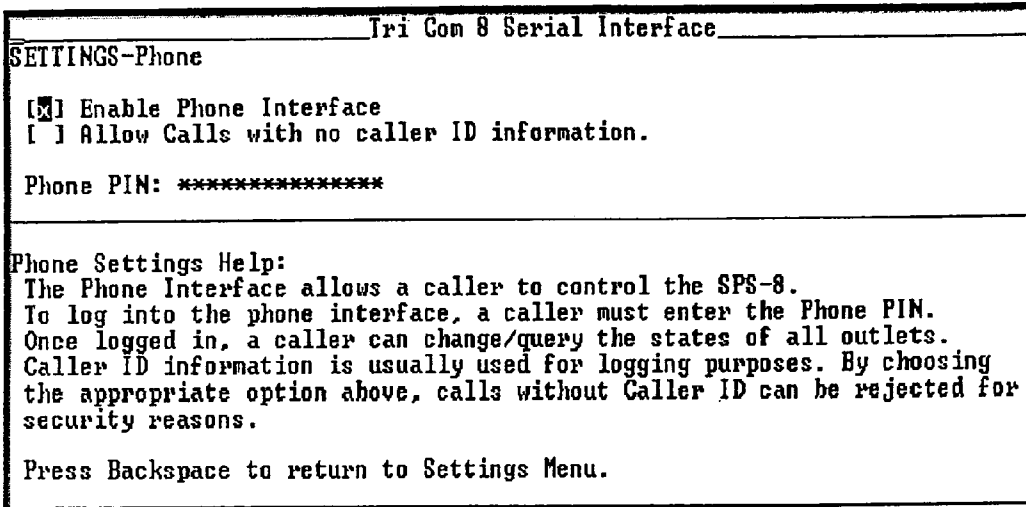 Tri Com 8 Serial Interface
SETTINGS-Phone
[x] Enable Phone Interface
[ ] Allow Calls with no caller ID information.
Phone PIN: ***************
Phone Settings Help:
The Phone Interface allows a caller to control the SPS-8.
To log into the phone interface, a caller must enter the Phone PIN.
Once logged in, a caller can change/query the states of all outlets.
Caller ID information is usually used for logging purposes. By choosing
the appropriate option above, calls without Caller ID can be rejected for
security reasons.
Press Backspace to return to Settings Menu.